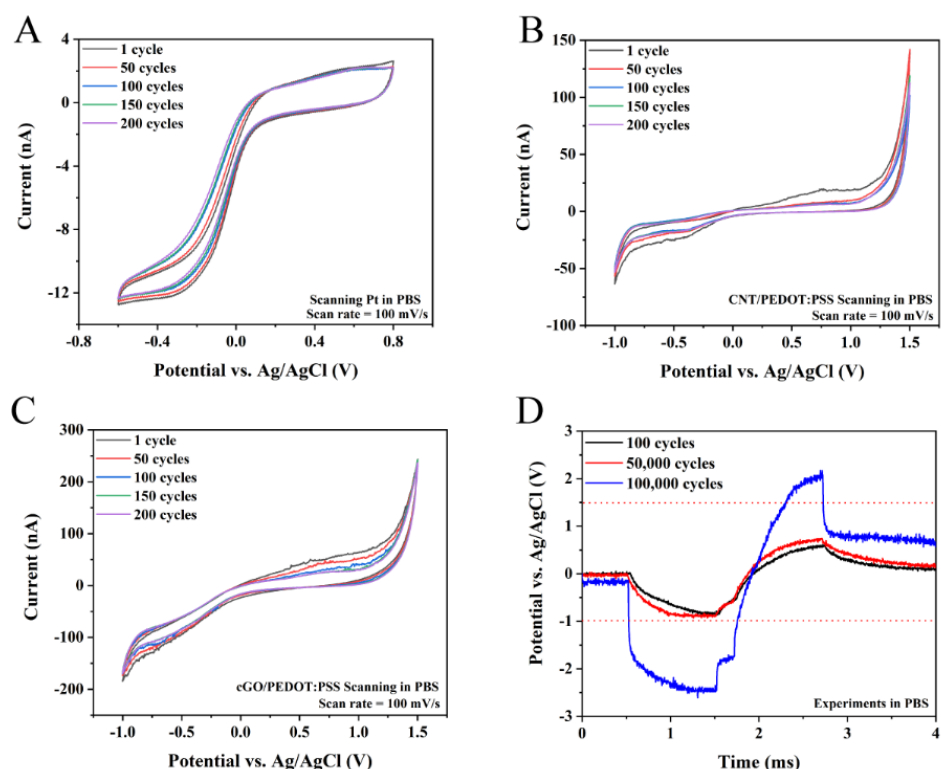 A
4
0
-4
-8
-12
-0.8
-0.4
0.0
0.4
0.8
1 cycle
50 cycles
100 cycles
150 cycles
200 cycles
Current (nA)
Scanning Pt in PBS
Scan rate = 100 mV/s
Potential vs. Ag/AgCl (V)
B
150
100
50
0
-50
-100
-1.0
-0.5
0.0
0.5
1.0
1.5
1 cycle
50 cycles
100 cycles
150 cycles
200 cycles
Current (nA)
CNT/PEDOT:PSS Scanning in PBS
Scan rate = 100 mV/s
Potential vs. Ag/AgCl (V)
C
300
200
100
0
-100
-200
-1.0
-0.5
0.0
0.5
1.0
1.5
1 cycle
50 cycles
100 cycles
150 cycles
200 cycles
Current (nA)
cGO/PEDOT:PSS Scanning in PBS
Scan rate = 100 mV/s
Potential vs. Ag/AgCl (V)
D
3
2
1
0
-1
-2
-3
0
1
2
3
4
100 cycles
50,000 cycles
100,000 cycles
Potential vs. Ag/AgCl (V)
Experiments in PBS
Time (ms)